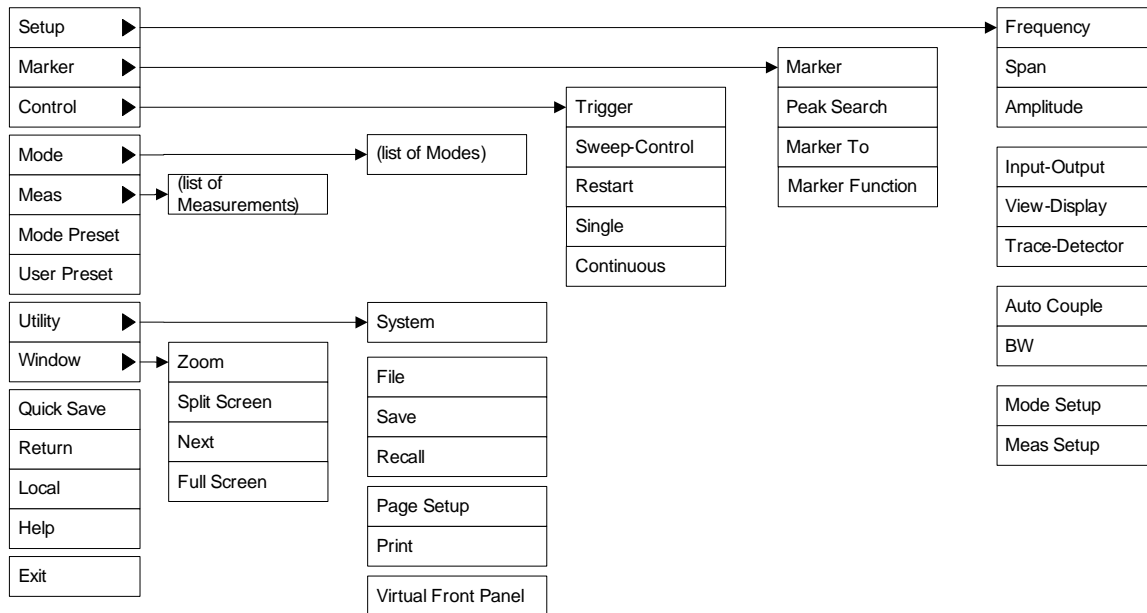 Setup
Marker
Control
Mode
Meas
Mode Preset
User Preset
Utility
Window
Quick Save
Return
Local
Help
Exit
(list of
Measurements)
Zoom
Split Screen
Next
Full Screen
(list of Modes)
System
File
Save
Recall
Page Setup
Print
Virtual Front Panel
Trigger
Sweep-Control
Restart
Single
Continuous
Marker
Peak Search
Marker To
Marker Function
Frequency
Span
Amplitude
Input-Output
View-Display
Trace-Detector
Auto Couple
BW
Mode Setup
Meas Setup